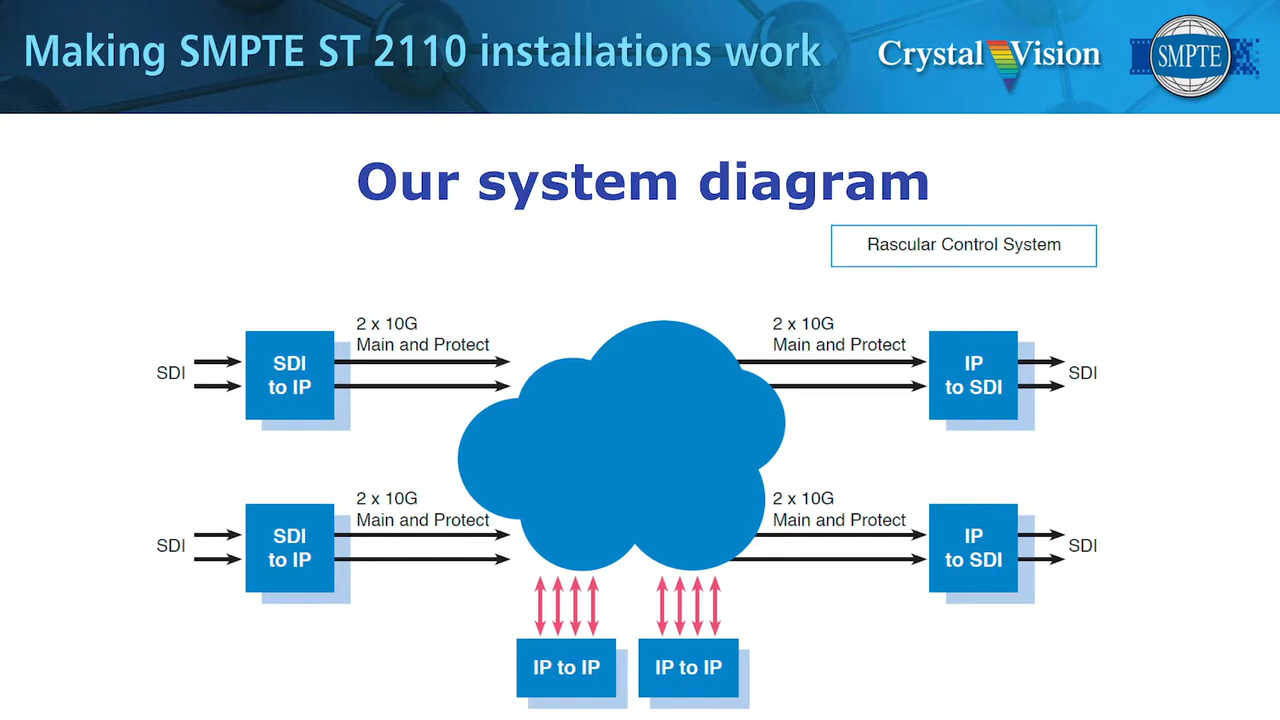 Making SMPTE ST 2110 installations work
Crystal Vision
SMPTE
Our system diagram
Rascular Control System
2 x 10G
Main and Protect
2 x 10G
Main and Protect
SDI
SDI
to IP
IP
to SDI
SDI
2 x 10G
Main and Protect
2 x 10G
Main and Protect
SDI
SDI
to IP
IP
to SDI
SDI
IP to IP
IP to IP